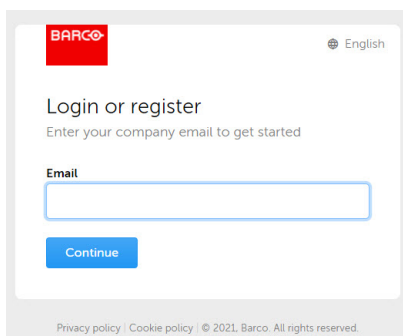 BARCO
English
Login or register
Enter your company email to get started
Email
Continue
Privacy policy | Cookie policy | © 2021, Barco. All rights reserved.